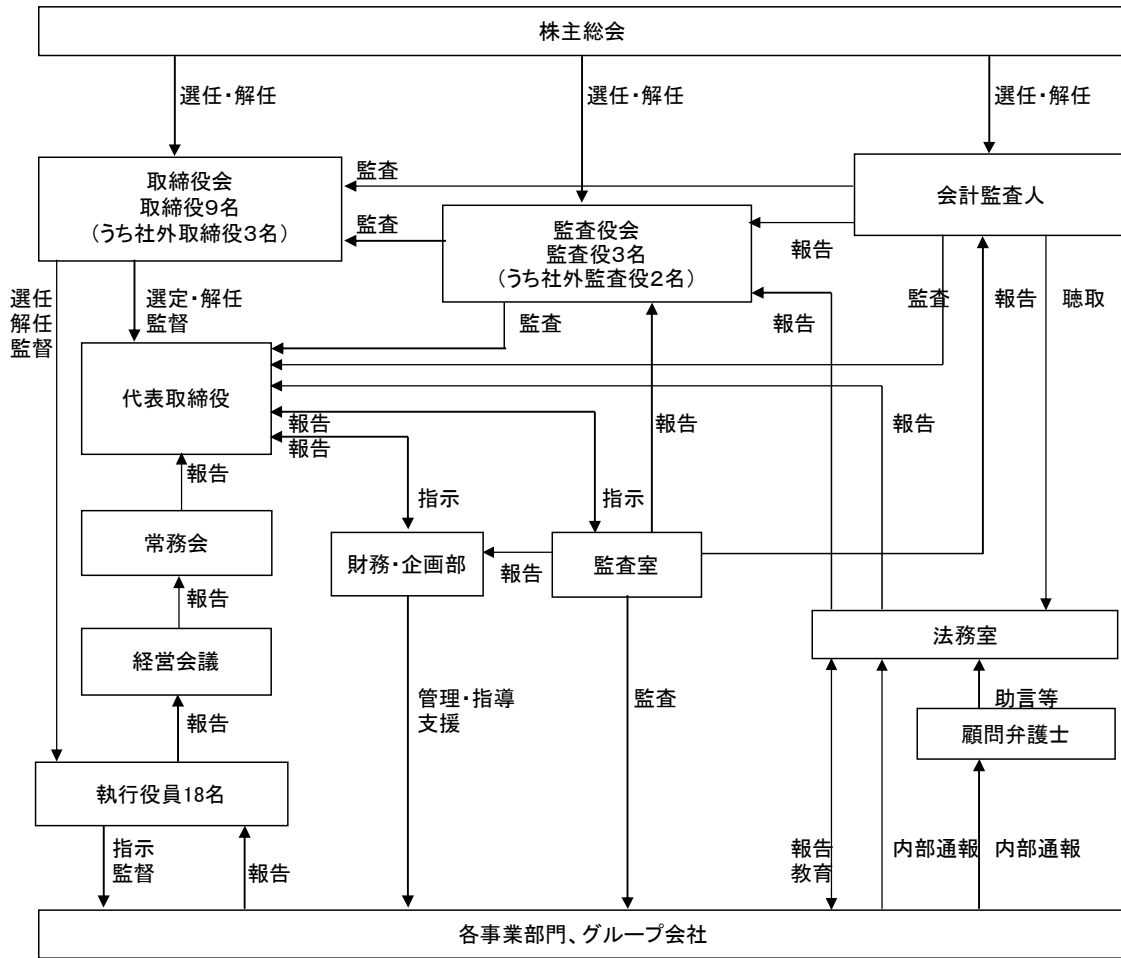 株主総会
選任・解任
選任・解任
選任・解任
取締役会
取締役9名
（うち社外取締役3名）
監査
会計監査人
監査
監査役会
監査役3名
（うち社外監査役2名）
報告
選任
解任
監督
選定・解任
監督
監査
報告
監査
報告
聴取
代表取締役
報告
報告
報告
報告
報告
指示
指示
常務会
財務・企画部
報告
監査室
報告
法務室
経営会議
管理・指導
支援
監査
助言等
報告
顧問弁護士
執行役員18名
指示
監督
報告
報告
教育
内部通報
内部通報
各事業部門、グループ会社